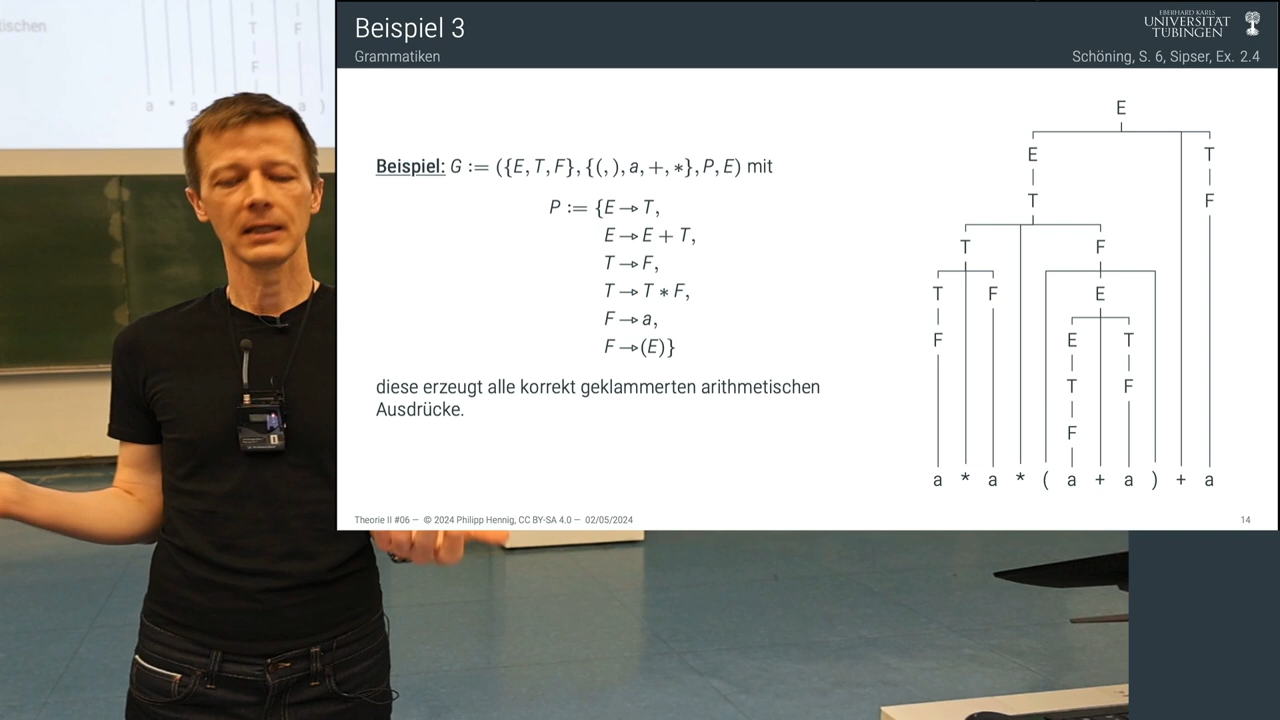 tischen
T F
F
a * a a )
Beispiel 3
Grammatiken
EBERHARD KARLS
UNIVERSITÄT
TÜBINGEN
Schöning, S. 6, Sipser, Ex. 2.4
Beispiel: G := ({E, T, F}, {(, ), a, +, *}, P, E) mit
P := {E → T,
E → E + T,
T → F,
T → T * F,
F → a,
F → (E)}
diese erzeugt alle korrekt geklammerten arithmetischen
Ausdrücke.
E
E T
T F
T F
T F E
F E T
T F
F
a * a * ( a + a ) + a
Theorie II #06 — © 2024 Philipp Hennig, CC BY-SA 4.0 — 02/05/2024
14